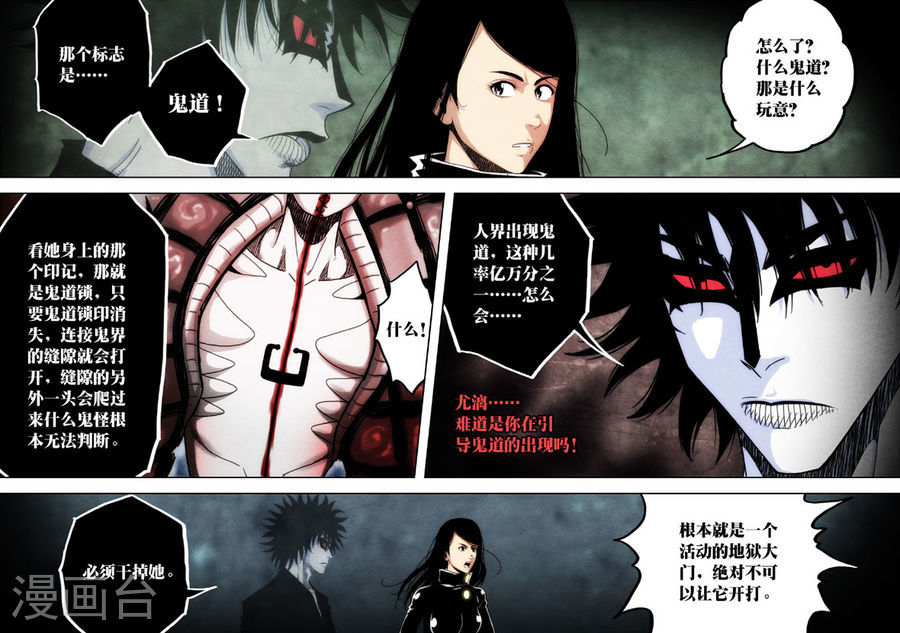 那个标志
是……
鬼道！
怎么了？
什么鬼道？
那是什么
玩意？
看她身上的那
个印记，那就
是鬼道锁，只
要鬼道锁印消
失，连接鬼界
的缝隙就会打
开，缝隙的另
外一头会爬过
来什么鬼怪根
本无法判断。
什么！
人界出现鬼
道，这种几
率亿万分之
一……怎么
会……
尤漓……
难道是你在引
导鬼道的出现吗！
必须干掉她。
根本就是一个
活动的地狱大
门，绝对不可
以让它开打。
漫画台